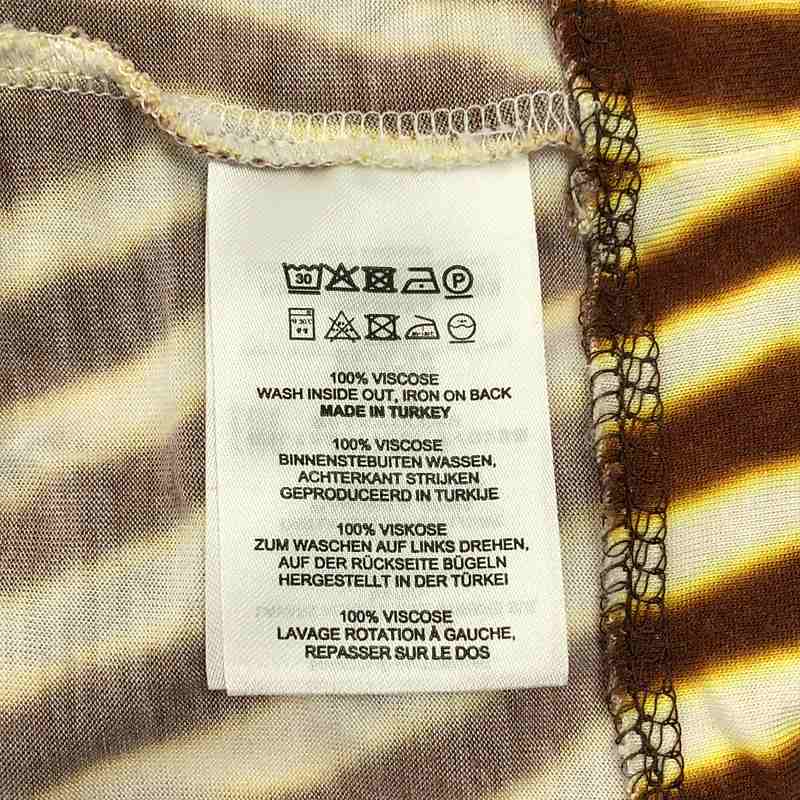 30 P
100% VISCOSE
WASH INSIDE OUT, IRON ON BACK
MADE IN TURKEY
100% VISCOSE
BINNENSTEBUITEN WASSEN,
ACHTERKANT STRIJKEN
GEPRODUCEERD IN TURKIJE
100% VISKOSE
ZUM WASCHEN AUF LINKS DREHEN,
AUF DER RÜCKSEITE BÜGELN
HERGESTELLT IN DER TÜRKEI
100% VISCOSE
LAVAGE ROTATION À GAUCHE,
REPASSER SUR LE DOS